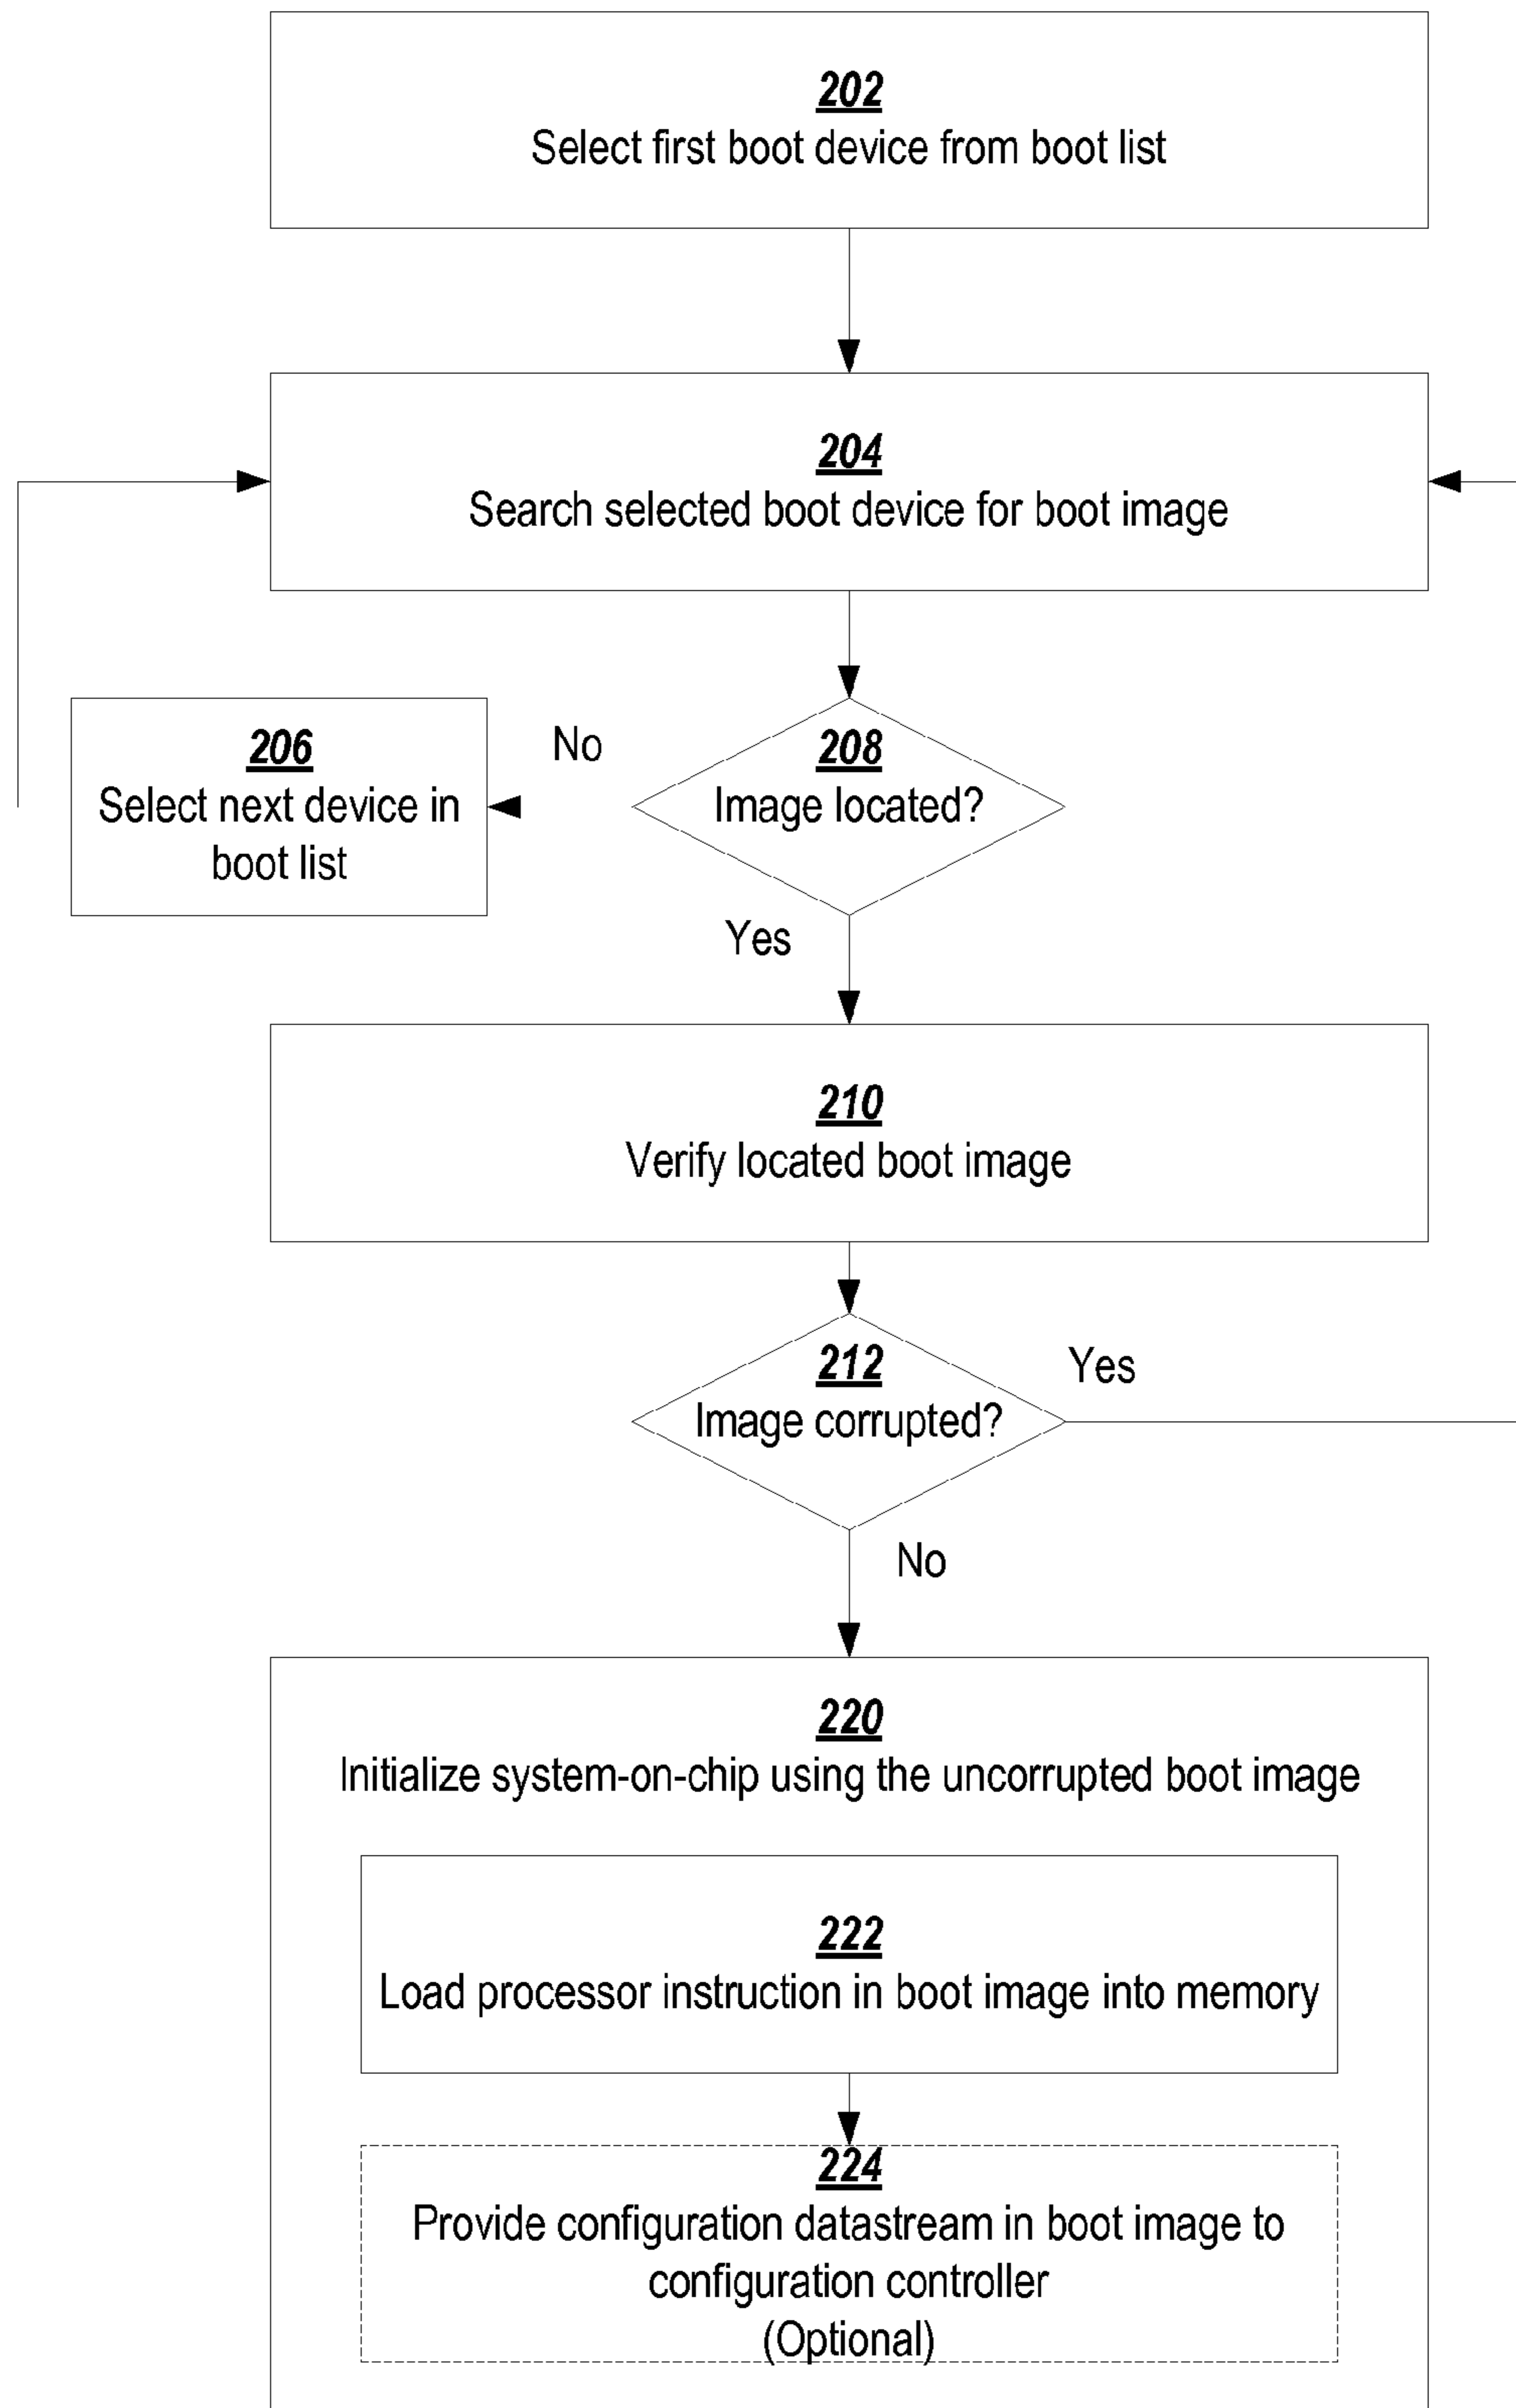 202
Select first boot device from boot list
204
Search selected boot device for boot image
206
Select next device in
boot list
No
208
Image located?
Yes
210
Verify located boot image
212
Image corrupted?
Yes
No
220
Initialize system-on-chip using the uncorrupted boot image
222
Load processor instruction in boot image into memory
224
Provide configuration datastream in boot image to
configuration controller
(Optional)